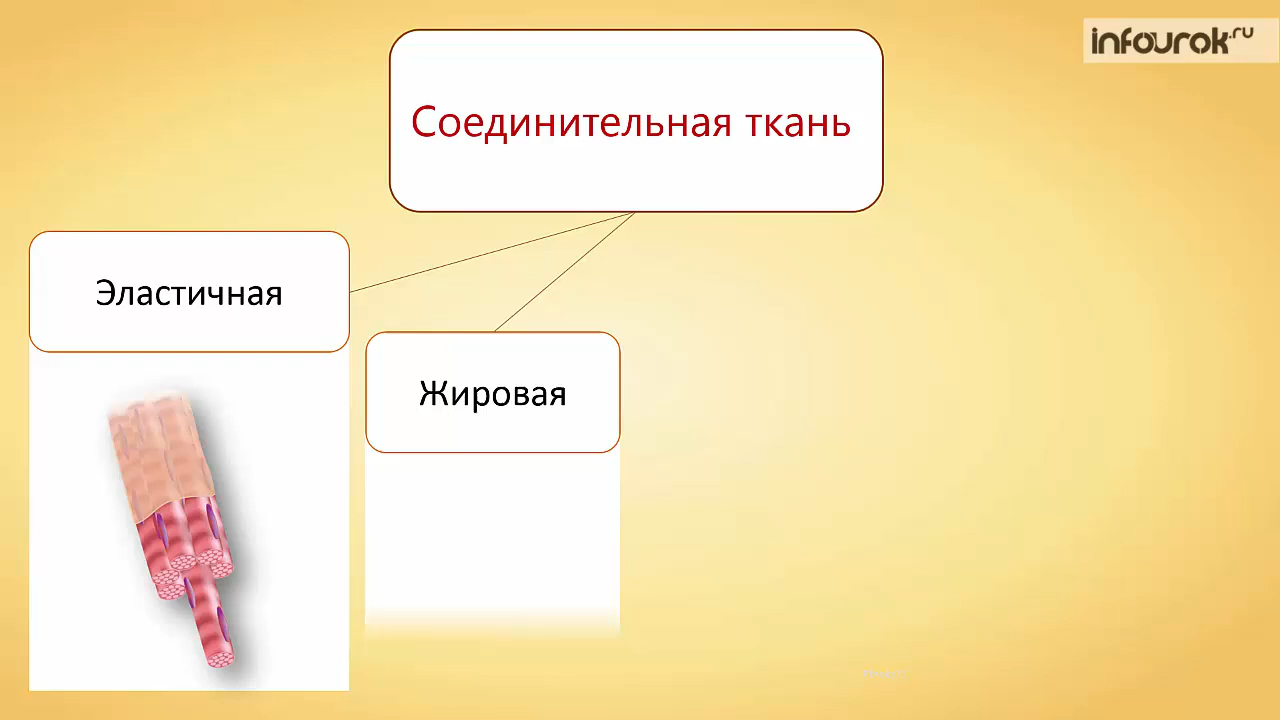 infourok.ru
Соединительная ткань
Эластичная
Жировая